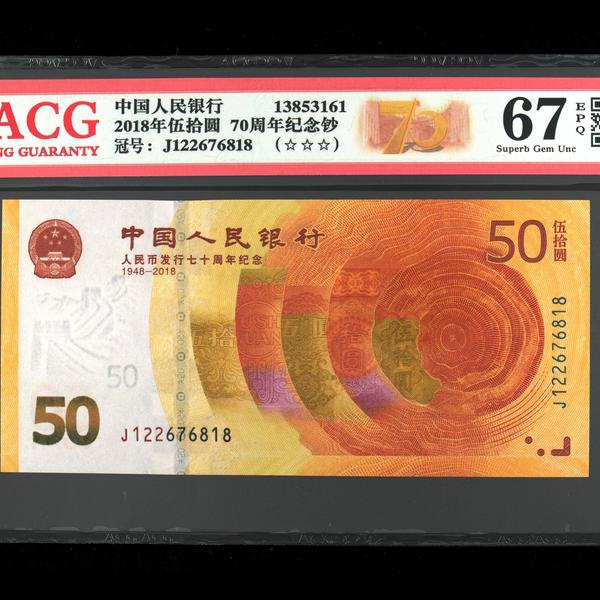 ACG
NG GUARANTY
中国人民银行 13853161
2018年伍拾圆 70周年纪念钞
冠号: J122676818 (☆☆☆)
70
67
EPQ
Superb Gem Unc
中国人民银行
人民币发行七十周年纪念
1948-2018
50
伍拾圆
J122676818
50
50
J122676818
伍拾圆